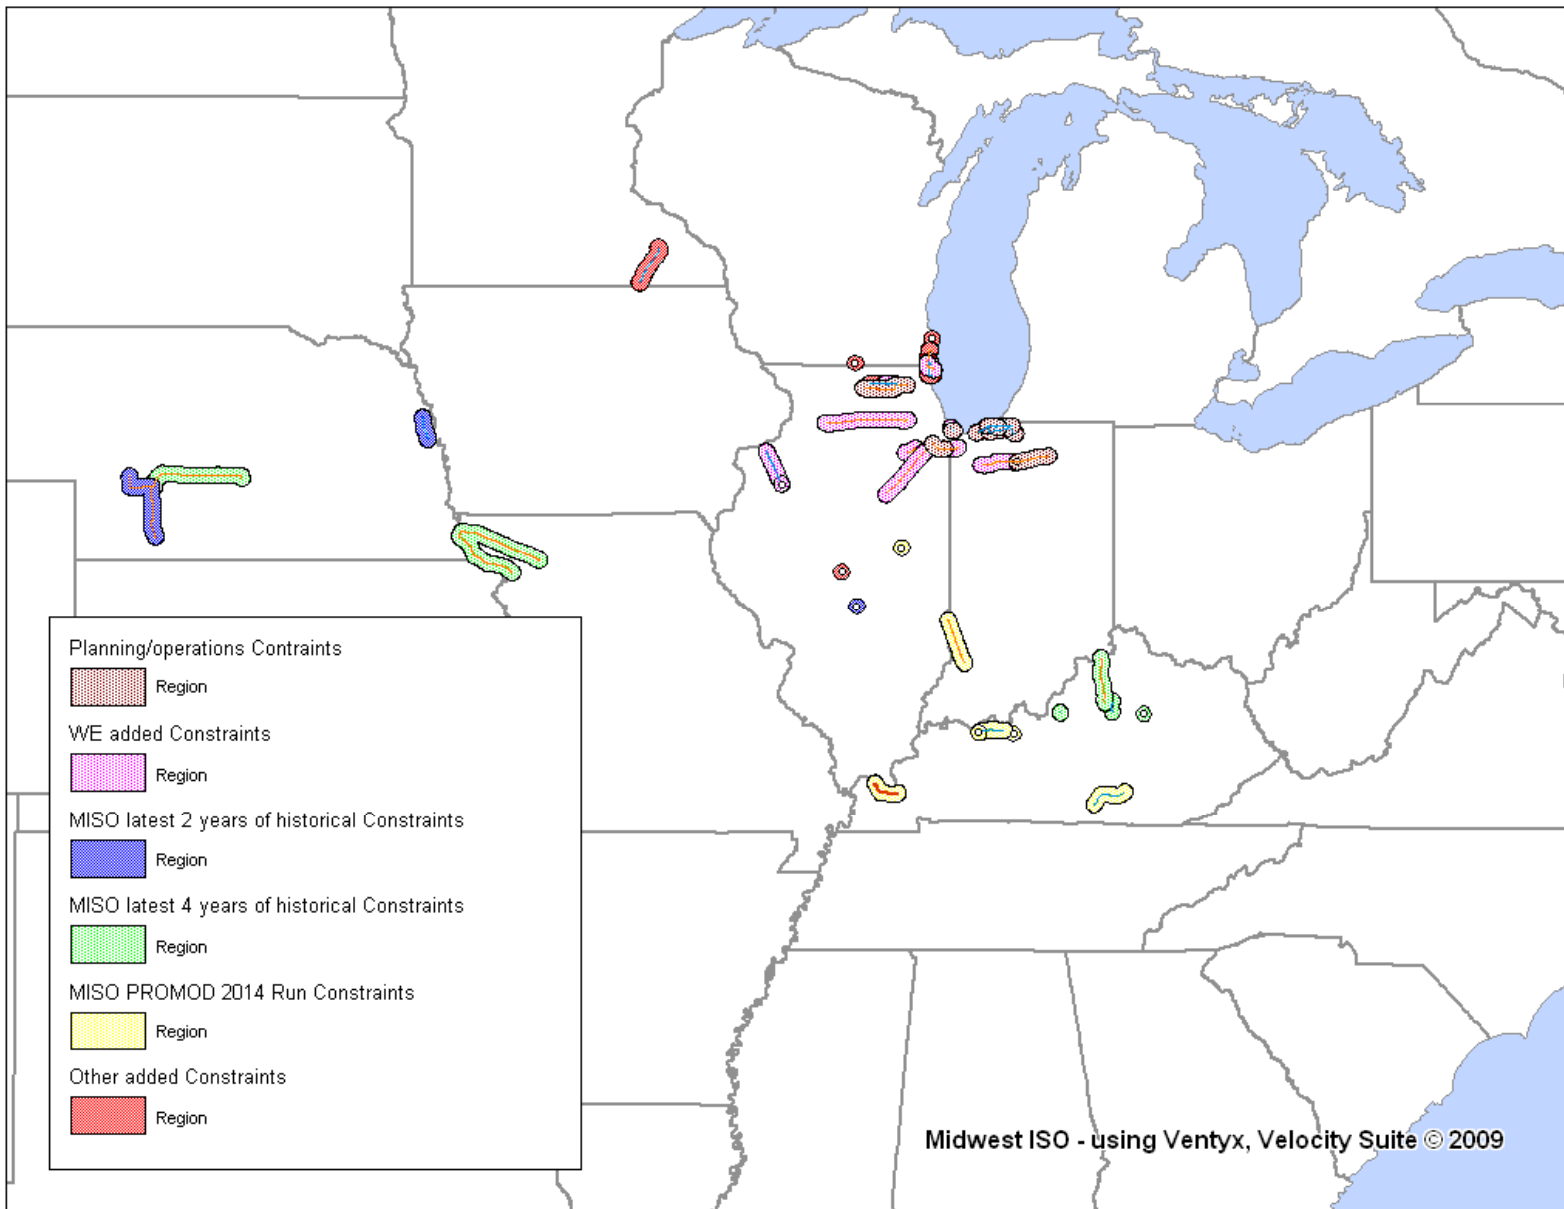 Planning/operations Contraints
Region
WE added Constraints
Region
MISO latest 2 years of historical Constraints
Region
MISO latest 4 years of historical Constraints
Region
MISO PROMOD 2014 Run Constraints
Region
Other added Constraints
Region
Midwest ISO - using Ventyx, Velocity Suite © 2009